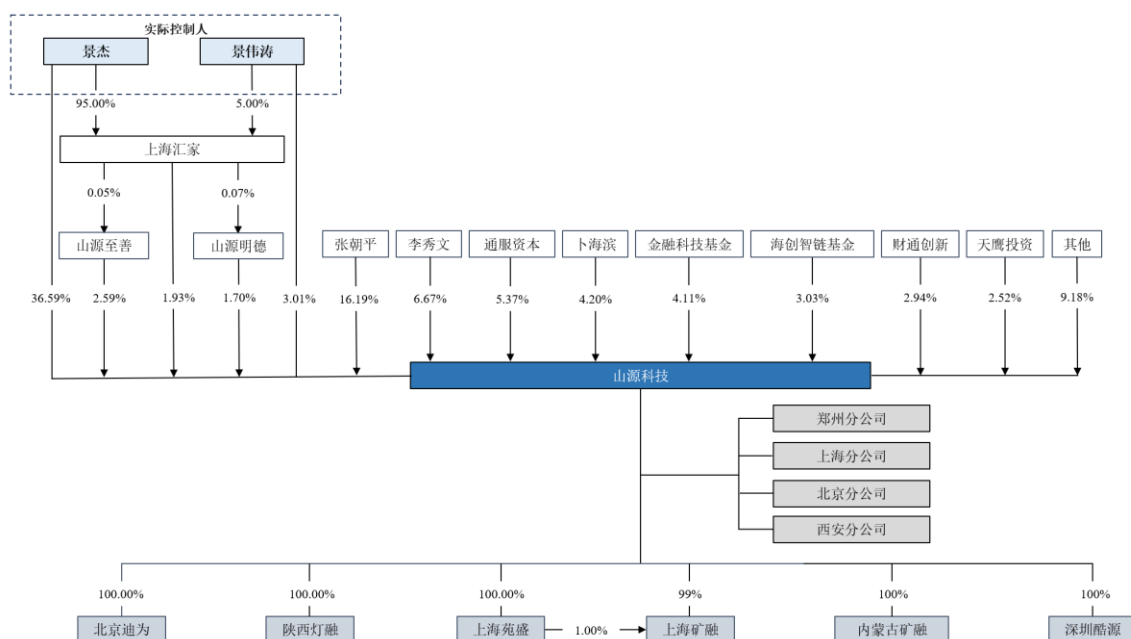 实际控制人
景杰
景伟涛
95.00%
5.00%
上海汇家
0.05%
0.07%
山源至善
山源明德
张朝平
李秀文
通服资本
卜海滨
金融科技基金
海创智链基金
财通创新
天鹰投资
其他
36.59%
2.59%
1.93%
1.70%
3.01%
16.19%
6.67%
5.37%
4.20%
4.11%
3.03%
2.94%
2.52%
9.18%
山源科技
郑州分公司
上海分公司
北京分公司
西安分公司
100.00%
100.00%
100.00%
99%
100%
100%
北京迪为
陕西灯融
上海苑盛
1.00%
上海矿融
内蒙古矿融
深圳酷源